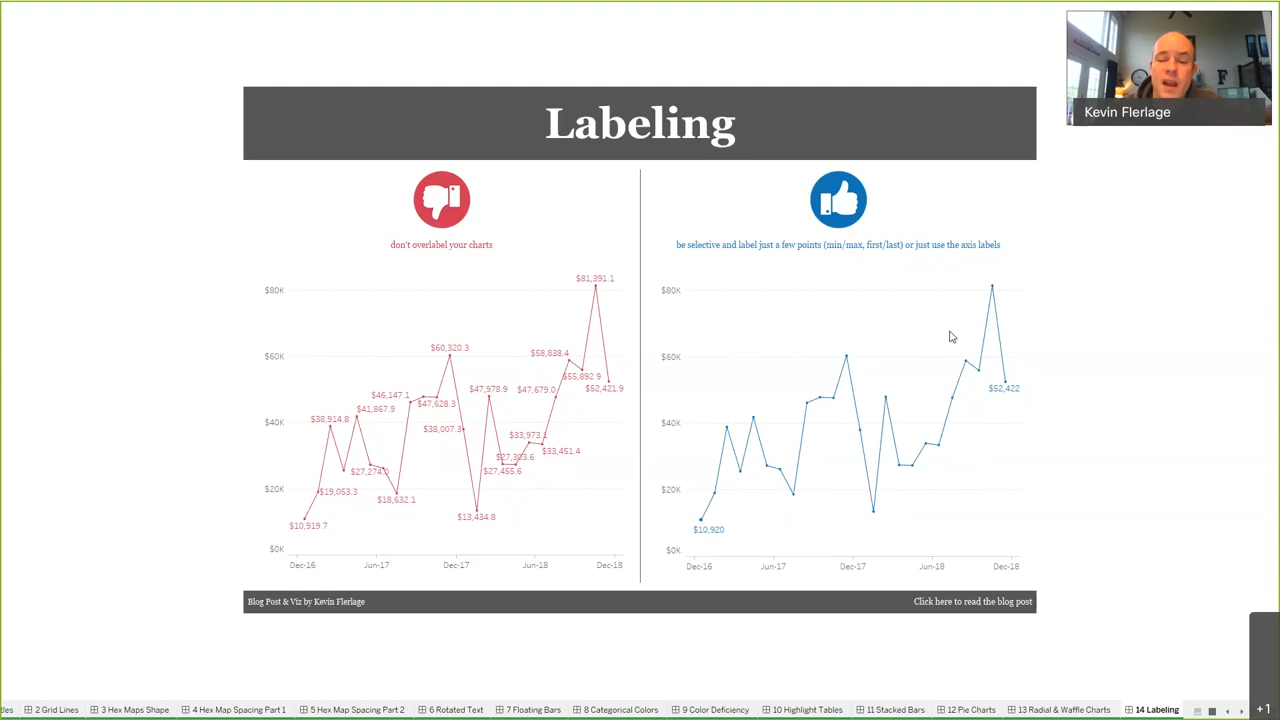 Kevin Flerlage
Labeling
don't overlabel your charts
$80K
$60K
$40K
$20K
$0K
$81,391.1
$60,320.3
$58,838.4
$55,892.9
$52,421.9
$46,147.1
$47,628.3
$47,978.9
$47,679.0
$38,914.8
$41,867.9
$38,007.3
$33,973.1
$33,451.4
$27,274.0
$27,303.6
$27,455.6
$19,053.3
$18,632.1
$13,434.8
$10,919.7
Dec-16
Jun-17
Dec-17
Jun-18
Dec-18
be selective and label just a few points (min/max, first/last) or just use the axis labels
$80K
$60K
$40K
$20K
$0K
$52,422
$10,920
Dec-16
Jun-17
Dec-17
Jun-18
Dec-18
Blog Post & Viz by Kevin Flerlage
Click here to read the blog post
tles
2 Grid Lines
3 Hex Maps Shape
4 Hex Map Spacing Part 1
5 Hex Map Spacing Part 2
6 Rotated Text
7 Floating Bars
8 Categorical Colors
9 Color Deficiency
10 Highlight Tables
11 Stacked Bars
12 Pie Charts
13 Radial & Waffle Charts
14 Labeling
+1